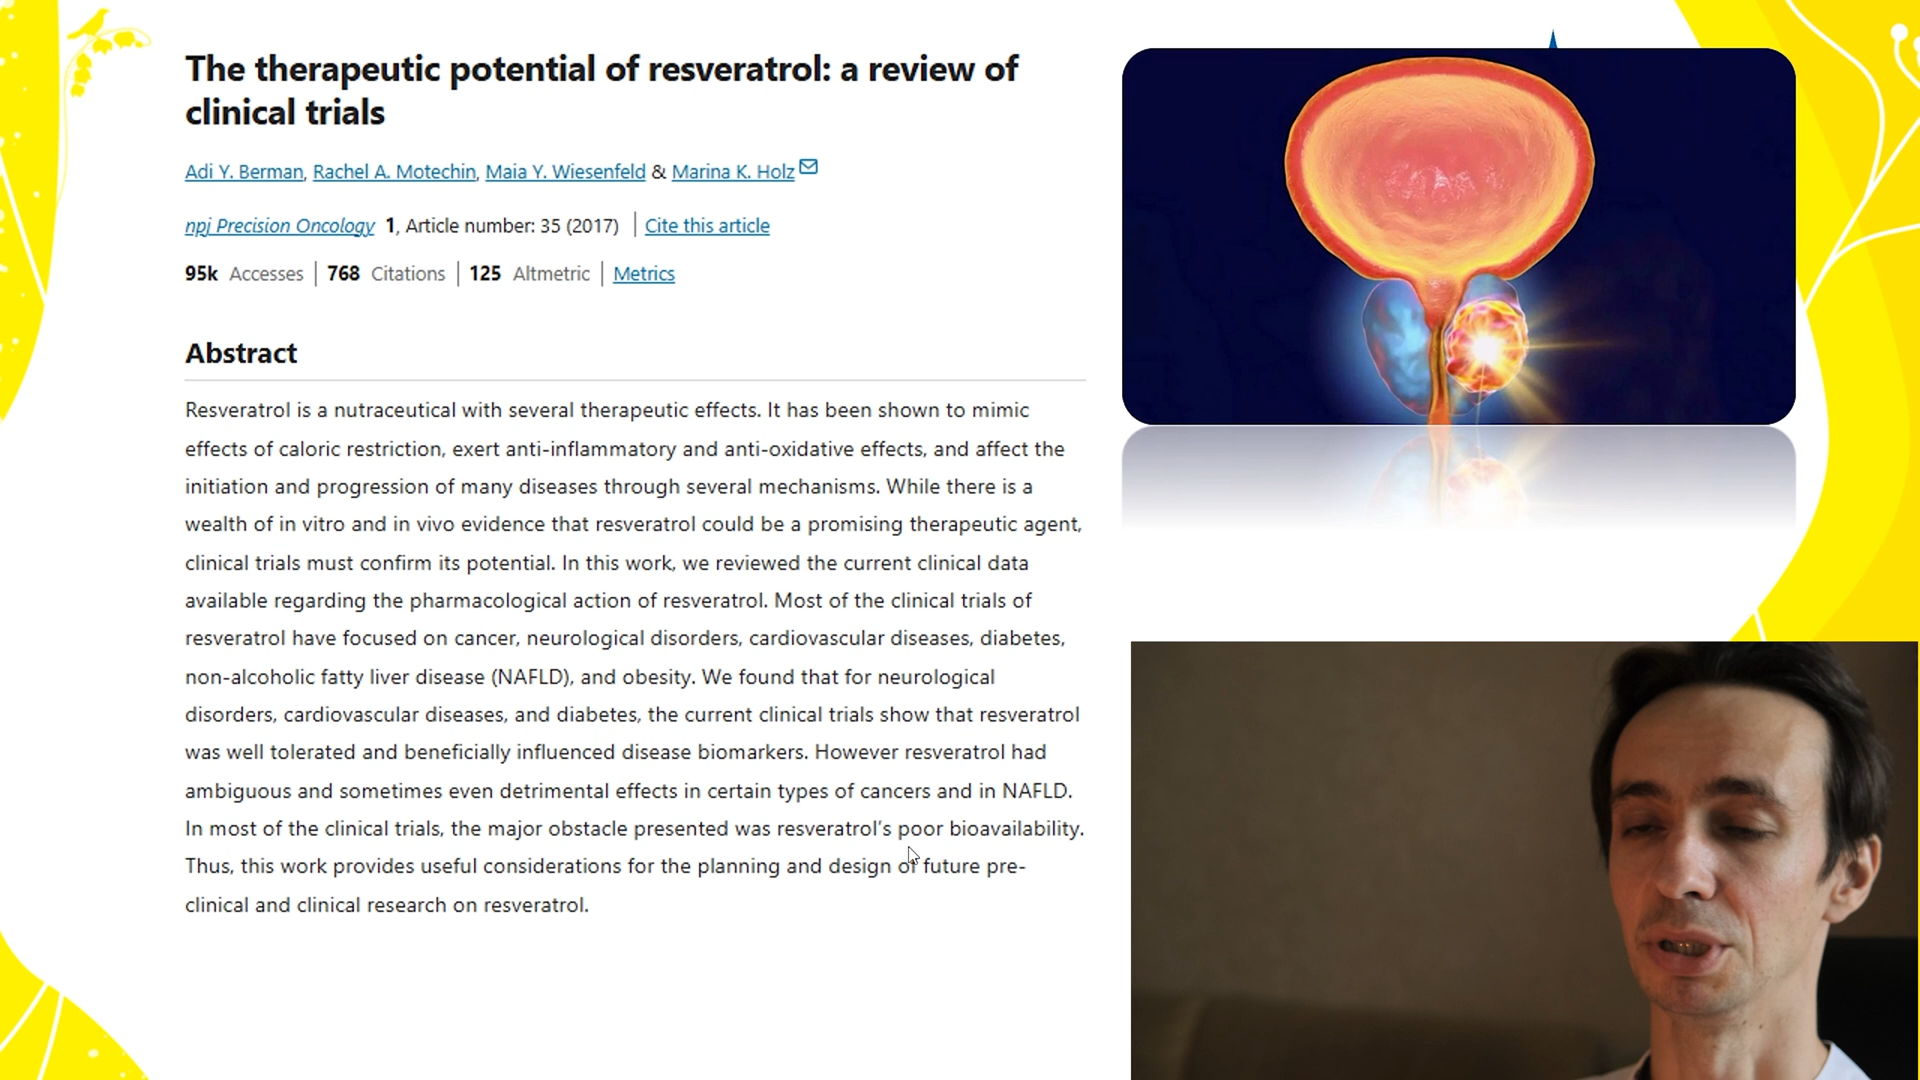 The therapeutic potential of resveratrol: a review of
clinical trials
Adi Y. Berman, Rachel A. Motechin, Maia Y. Wiesenfeld & Marina K. Holz
npj Precision Oncology 1, Article number: 35 (2017) | Cite this article
95k Accesses | 768 Citations | 125 Altmetric | Metrics
Abstract
Resveratrol is a nutraceutical with several therapeutic effects. It has been shown to mimic
effects of caloric restriction, exert anti-inflammatory and anti-oxidative effects, and affect the
initiation and progression of many diseases through several mechanisms. While there is a
wealth of in vitro and in vivo evidence that resveratrol could be a promising therapeutic agent,
clinical trials must confirm its potential. In this work, we reviewed the current clinical data
available regarding the pharmacological action of resveratrol. Most of the clinical trials of
resveratrol have focused on cancer, neurological disorders, cardiovascular diseases, diabetes,
non-alcoholic fatty liver disease (NAFLD), and obesity. We found that for neurological
disorders, cardiovascular diseases, and diabetes, the current clinical trials show that resveratrol
was well tolerated and beneficially influenced disease biomarkers. However resveratrol had
ambiguous and sometimes even detrimental effects in certain types of cancers and in NAFLD.
In most of the clinical trials, the major obstacle presented was resveratrol's poor bioavailability.
Thus, this work provides useful considerations for the planning and design of future pre-
clinical and clinical research on resveratrol.